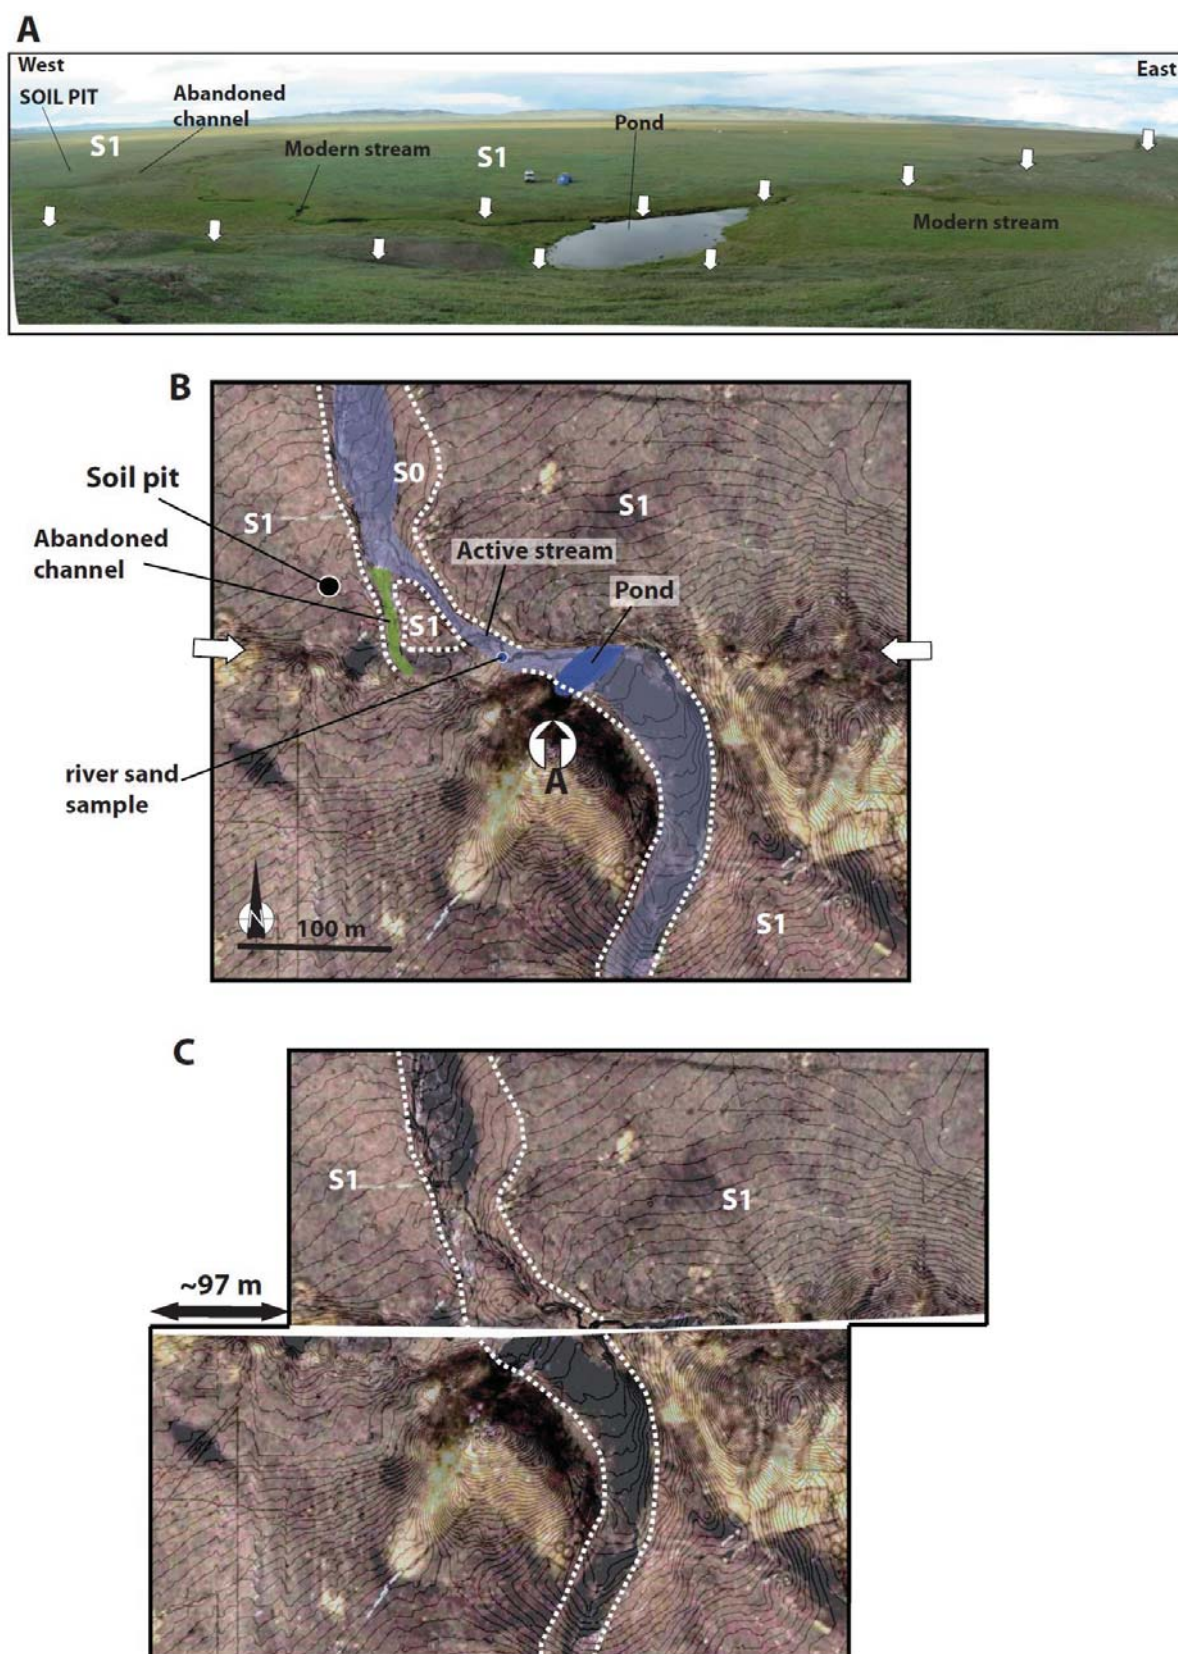 A
West
East
SOIL PIT
Abandoned
channel
Pond
S1
Modern stream
S1
Modern stream
B
Soil pit
S0
S1
S1
Abandoned
channel
Active stream
Pond
S1
river sand
sample
A
N
100 m
S1
C
S1
S1
~97 m